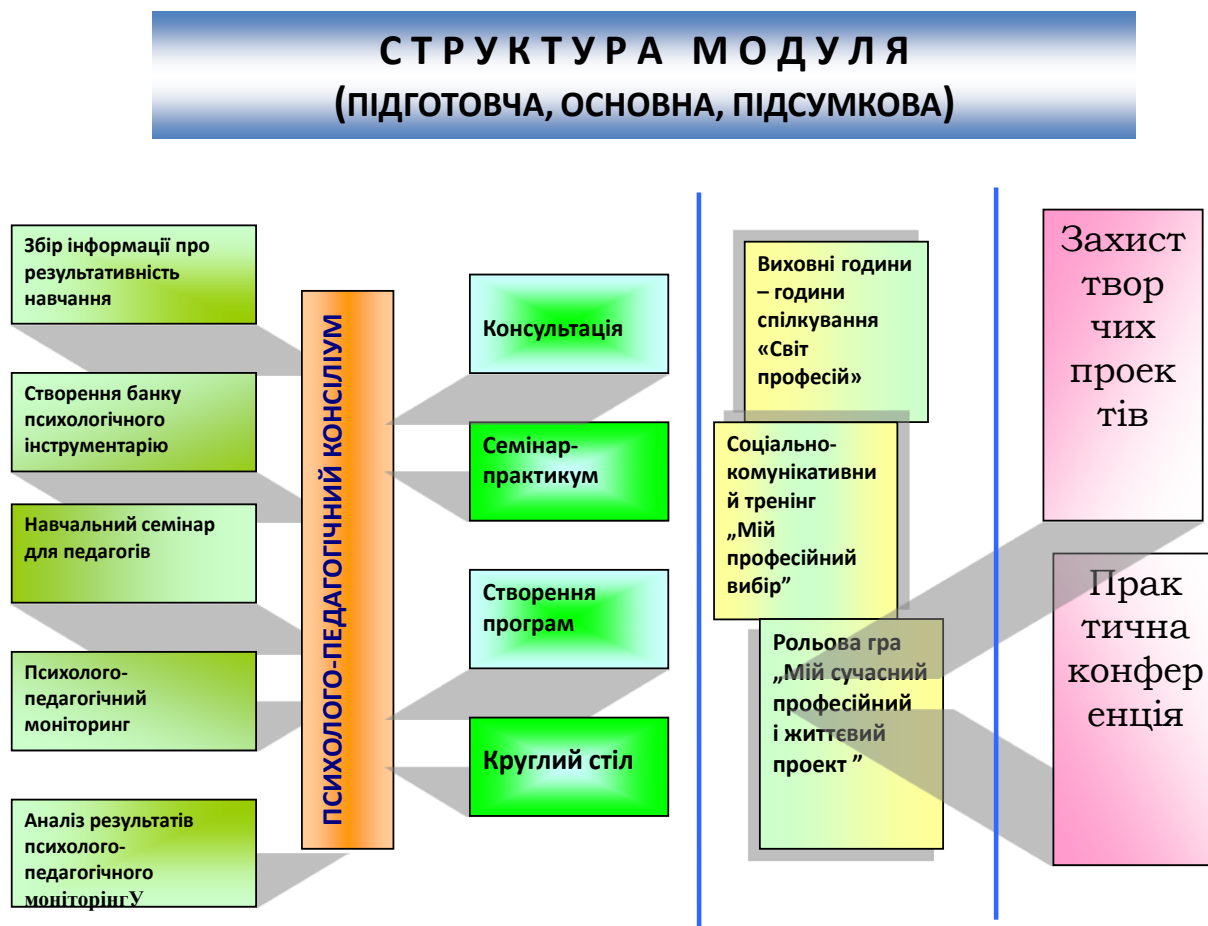 СТРУКТУРА МОДУЛЯ
(ПІДГОТОВЧА, ОСНОВНА, ПІДСУМКОВА)
Збір інформації про
результативність
навчання
Створення банку
психологічного
інструментарію
Навчальний семінар
для педагогів
Психолого-
педагогічний
моніторинг
Аналіз результатів
психолого-
педагогічного
моніторінгУ
ПСИХОЛОГО-ПЕДАГОГІЧНИЙ КОНСІЛІУМ
Консультація
Семінар-
практикум
Створення
програм
Круглий стіл
Виховні години
– години
спілкування
«Світ
професій»
Соціально-
комунікативни
й тренінг
„Мій
професійний
вибір”
Рольова гра
„Мій сучасний
професійний
і життєвий
проект ”
Захист
твор
чих
проек
тів
Прак
тична
конфер
енція